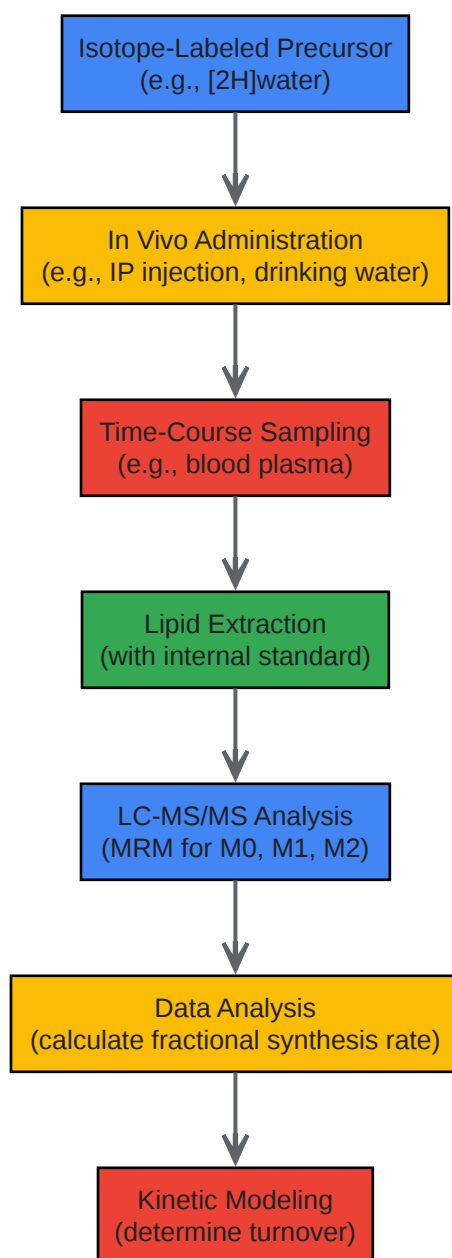 Isotope-Labeled Precursor
(e.g., [2H]water)
In Vivo Administration
(e.g., IP injection, drinking water)
Time-Course Sampling
(e.g., blood plasma)
Lipid Extraction
(with internal standard)
LC-MS/MS Analysis
(MRM for M0, M1, M2)
Data Analysis
(calculate fractional synthesis rate)
Kinetic Modeling
(determine turnover)